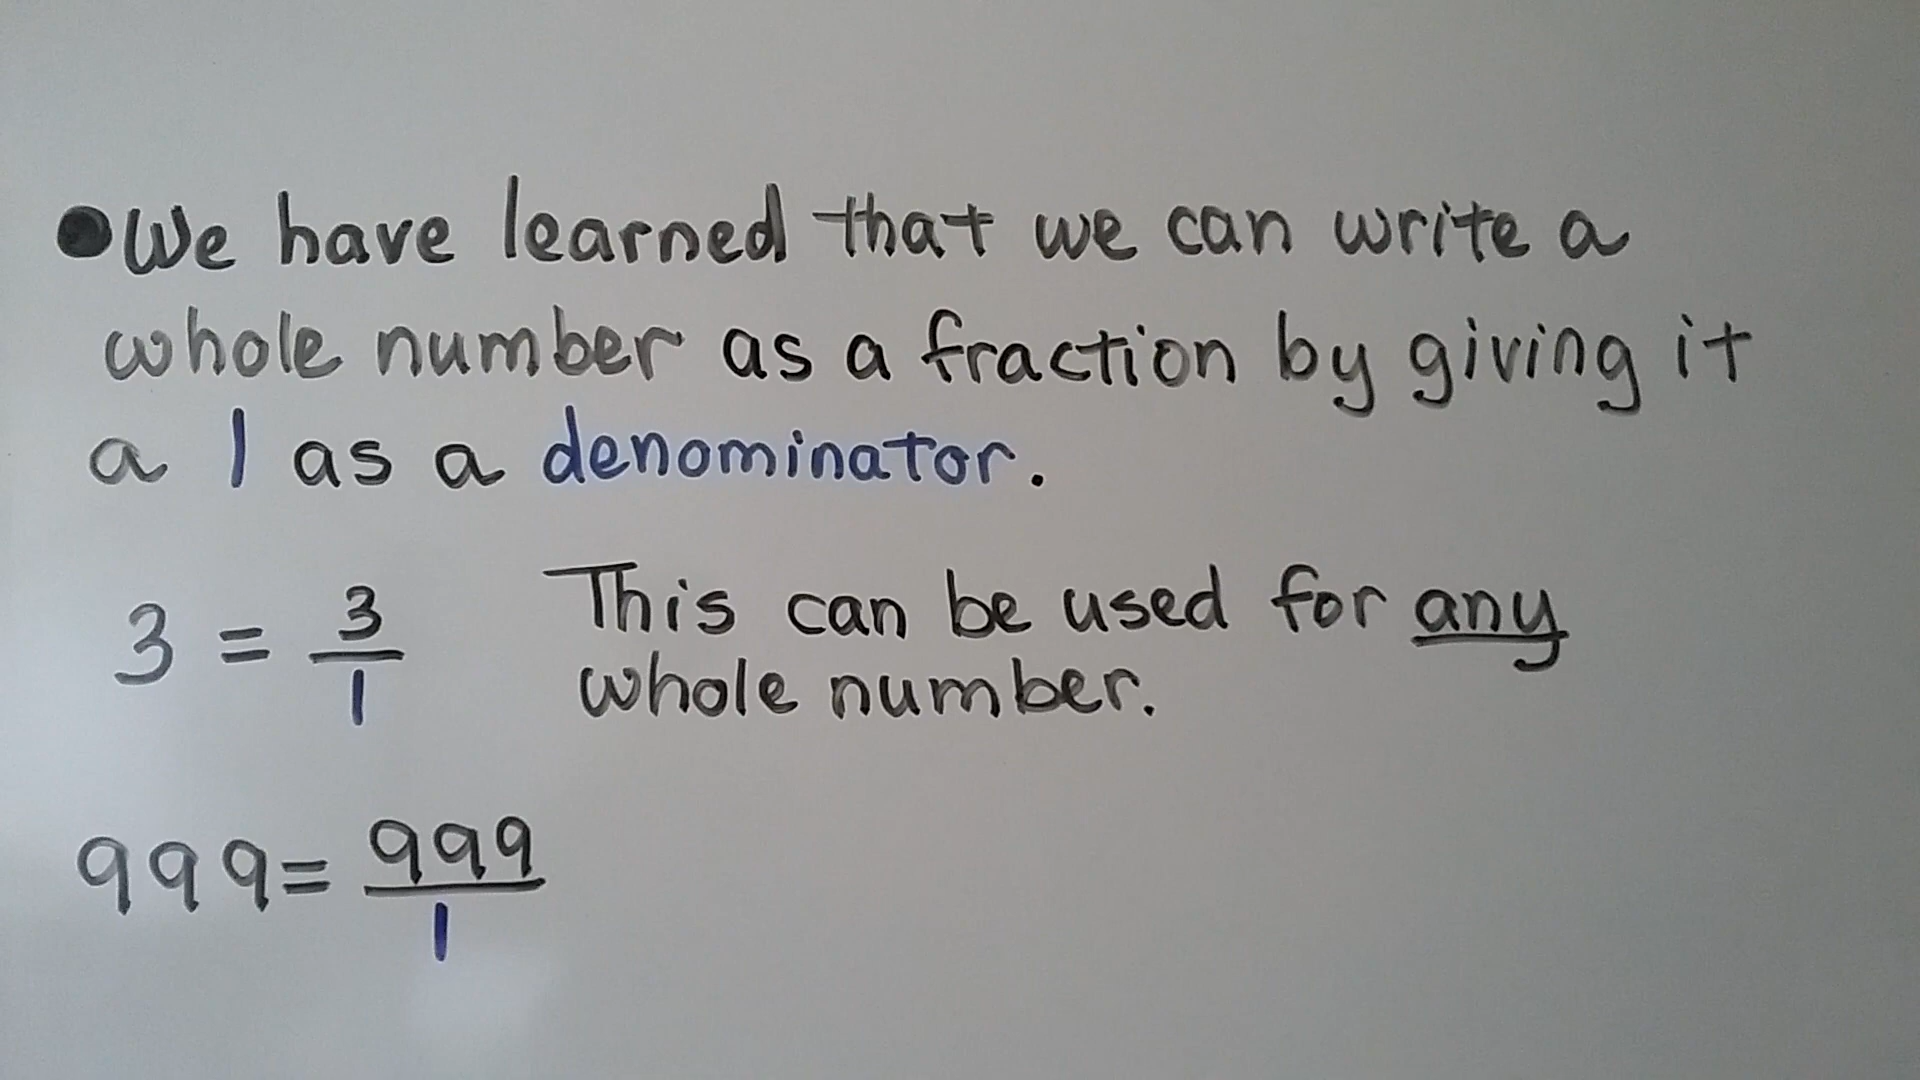 ●We have learned that we can write a
whole number as a fraction by giving it
a 1 as a denominator.
3 = 3/1
This can be used for any
whole number.
999 = 999/1